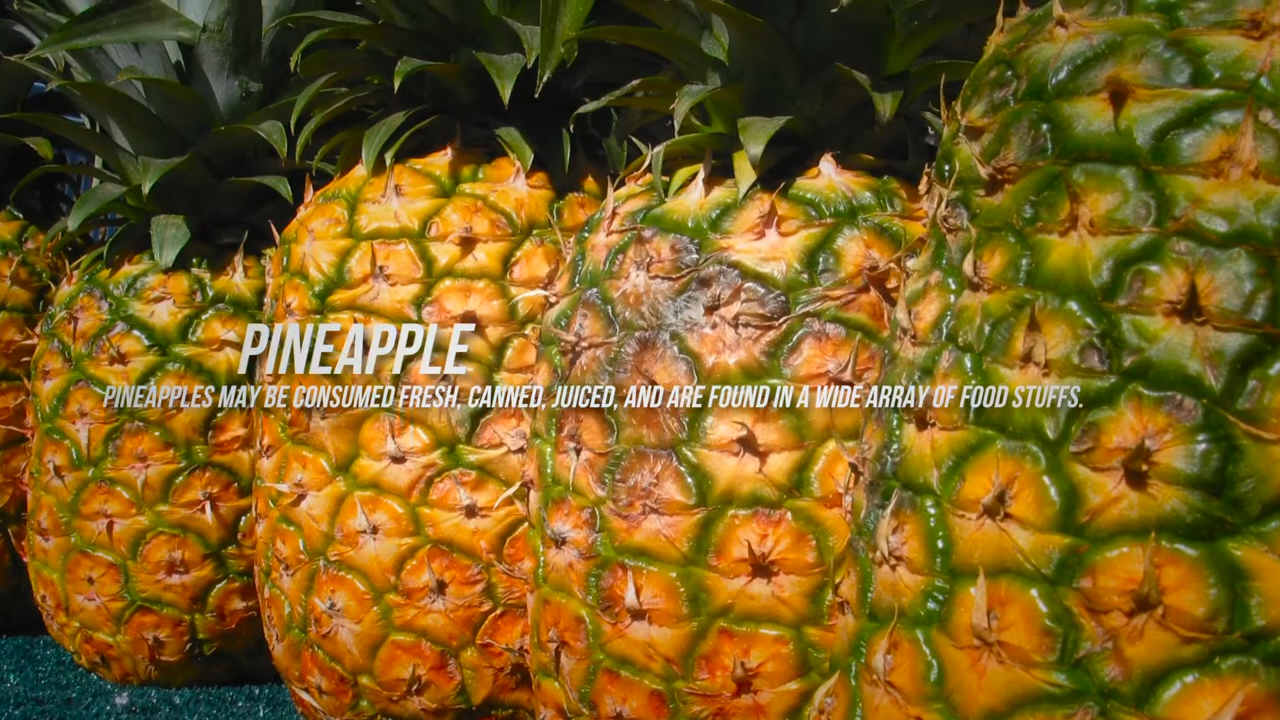 PINEAPPLE
PINEAPPLES MAY BE CONSUMED FRESH, CANNED, JUICED, AND ARE FOUND IN A WIDE ARRAY OF FOOD STUFFS.